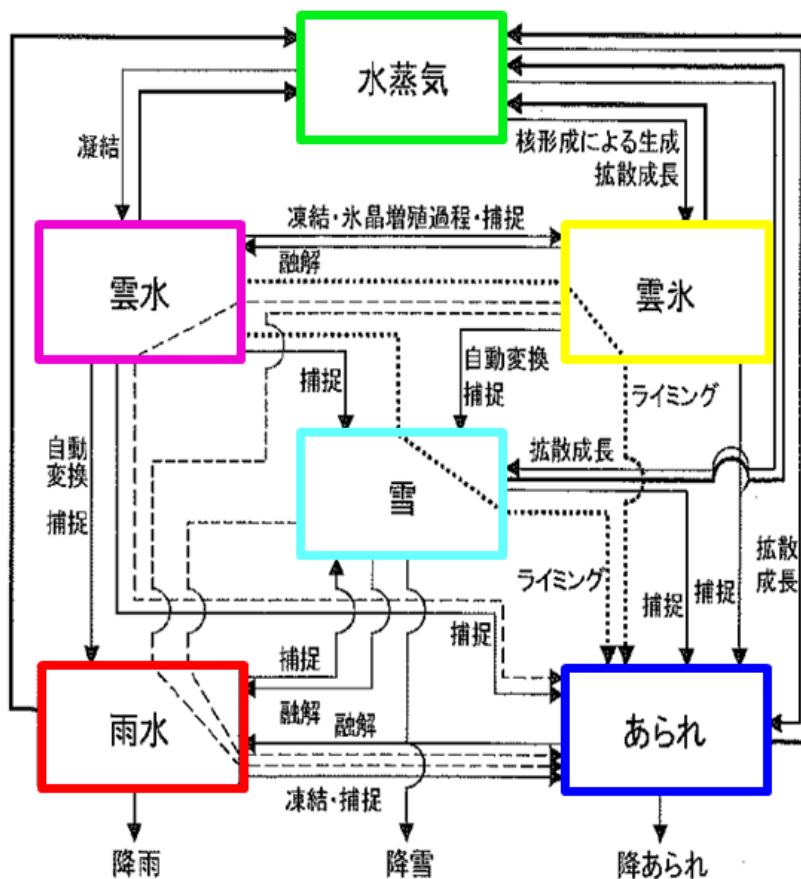 水蒸気
凝結
核形成による生成
拡散成長
凍結・氷晶増殖過程・捕捉
融解
雲水
雲氷
捕捉
自動変換
捕捉
ライミング
自動
変換
捕捉
拡散成長
雪
拡散
成長
ライミング
捕捉
捕捉
捕捉
捕捉
融解
融解
雨水
あられ
凍結・捕捉
降雨
降雪
降あられ